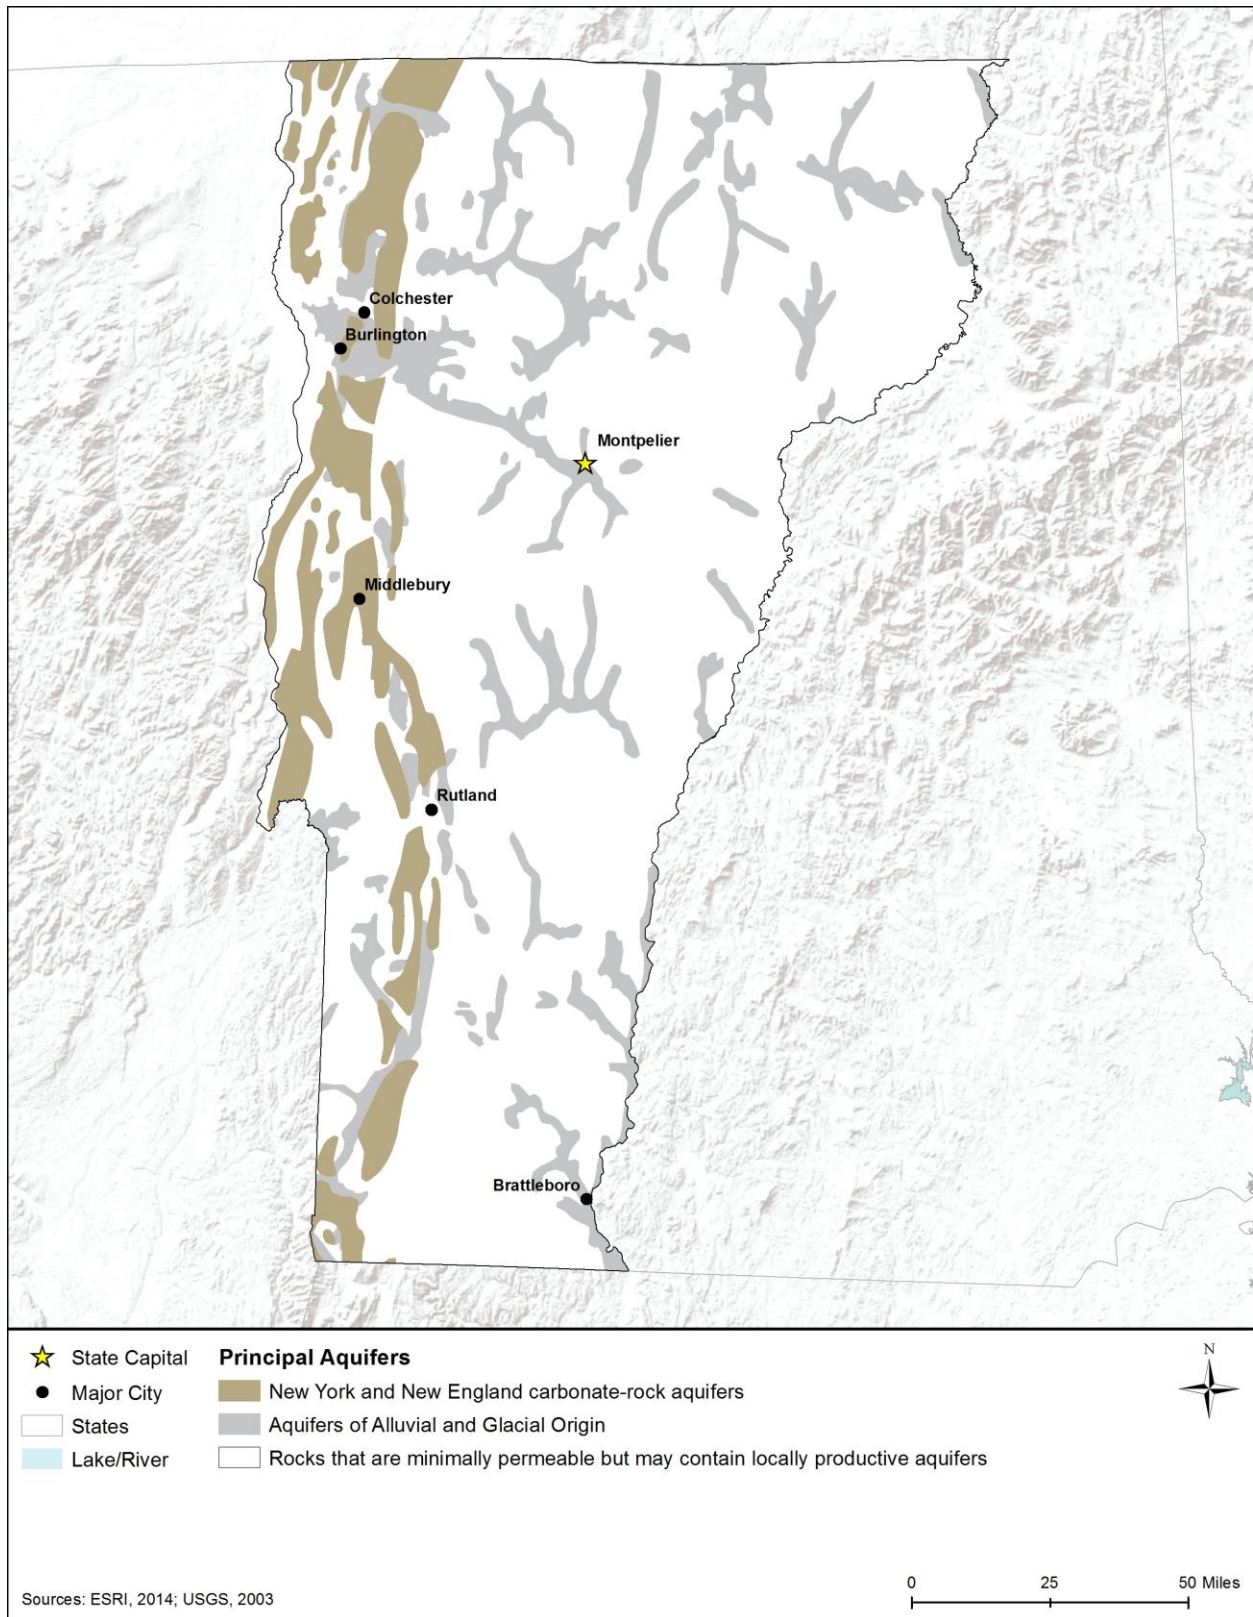 Colchester
Burlington
Montpelier
Middlebury
Rutland
Brattleboro
State Capital
Major City
States
Lake/River
Principal Aquifers
New York and New England carbonate-rock aquifers
Aquifers of Alluvial and Glacial Origin
Rocks that are minimally permeable but may contain locally productive aquifers
N
Sources: ESRI, 2014; USGS, 2003
0 25 50 Miles